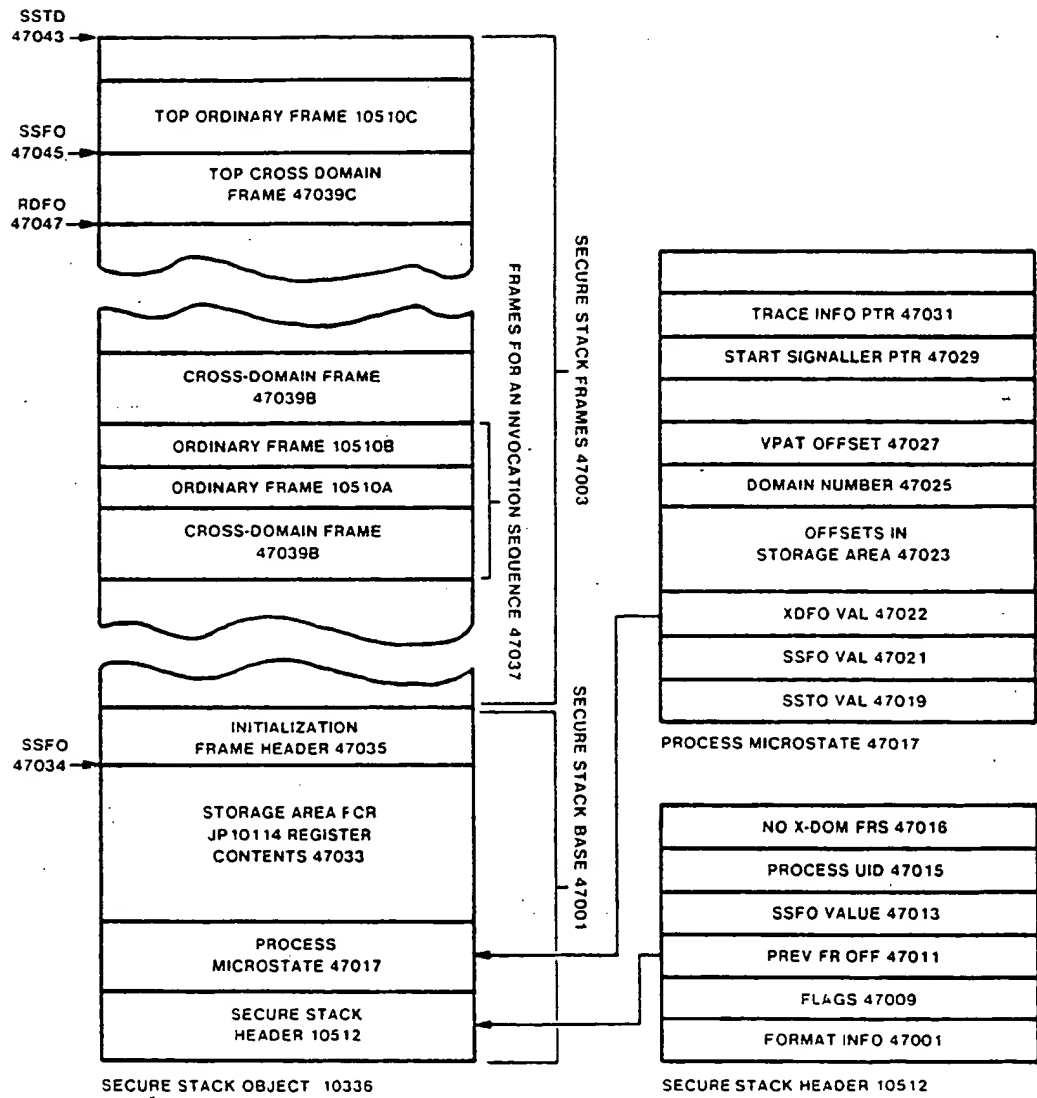 SSTD
47043
TOP ORDINARY FRAME 10510C
SSFO
47045
TOP CROSS DOMAIN
FRAME 47039C
RDFO
47047
CROSS-DOMAIN FRAME
47039B
ORDINARY FRAME 10510B
ORDINARY FRAME 10510A
CROSS-DOMAIN FRAME
47039B
FRAMES FOR AN INVOCATION SEQUENCE 47037
SECURE STACK FRAMES 47003
INITIALIZATION
FRAME HEADER 47035
SSFO
47034
STORAGE AREA FCR
JP10114 REGISTER
CONTENTS 47033
PROCESS
MICROSTATE 47017
SECURE STACK
HEADER 10512
SECURE STACK BASE 47001
SECURE STACK OBJECT 10336
TRACE INFO PTR 47031
START SIGNALLER PTR 47029
VPAT OFFSET 47027
DOMAIN NUMBER 47025
OFFSETS IN
STORAGE AREA 47023
XDFO VAL 47022
SSFO VAL 47021
SSTO VAL 47019
PROCESS MICROSTATE 47017
NO X-DOM FRS 47016
PROCESS UID 47015
SSFO VALUE 47013
PREV FR OFF 47011
FLAGS 47009
FORMAT INFO 47001
SECURE STACK HEADER 10512